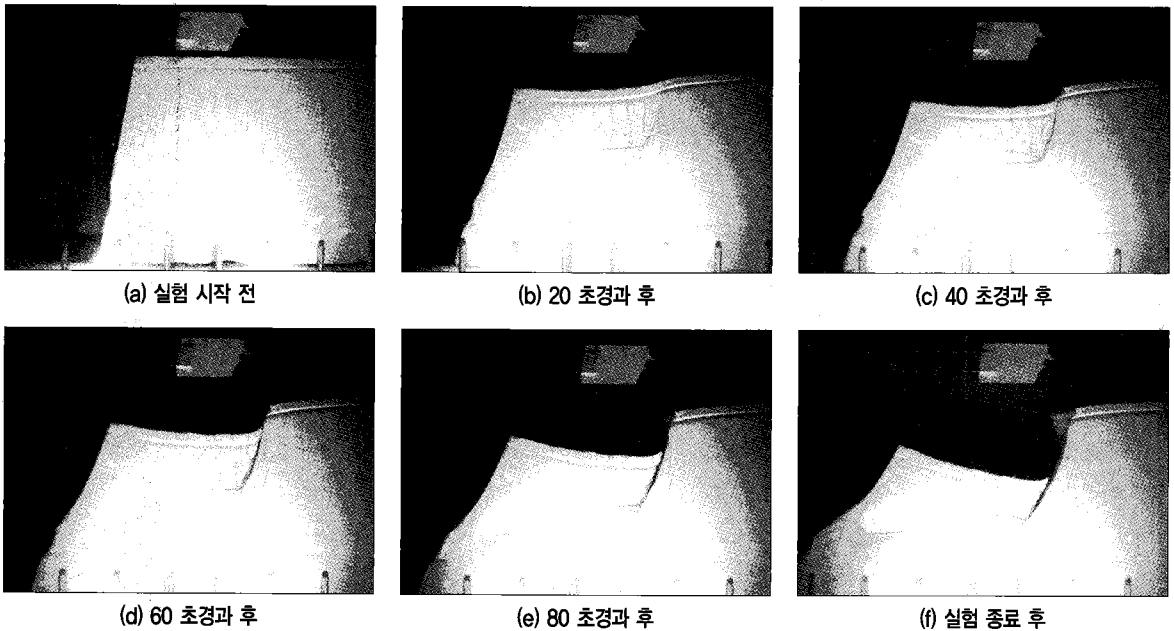 (a) 실험 시작 전
(b) 20 초경과 후
(c) 40 초경과 후
(d) 60 초경과 후
(e) 80 초경과 후
(f) 실험 종료 후